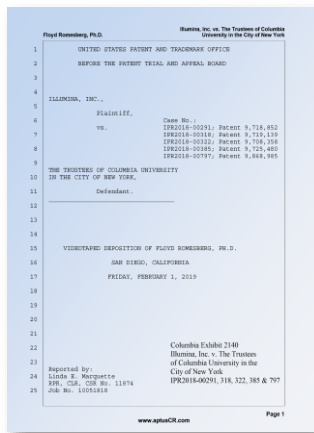 Floyd Romesberg, Ph.D.
Illumina, Inc. vs. The Trustees of Columbia
University in the City of New York
1 UNITED STATES PATENT AND TRADEMARK OFFICE
2 BEFORE THE PATENT TRIAL AND APPEAL BOARD
3
4
ILLUMINA, INC.,
5
Plaintiff,
6
vs. Case No.:
IPR2018-00291; Patent 9,718,852
7
IPR2018-00318; Patent 9,719,139
8 IPR2018-00322; Patent 9,708,358
IPR2018-00385; Patent 9,725,480
9 IPR2018-00797; Patent 9,868,985
THE TRUSTEES OF COLUMBIA UNIVERSITY
10 IN THE CITY OF NEW YORK,
11 Defendant.
12
13
14
15 VIDEOTAPED DEPOSITION OF FLOYD ROMESBERG, PH.D.
16 SAN DIEGO, CALIFORNIA
17 FRIDAY, FEBRUARY 1, 2019
18
19
20
21
22 Columbia Exhibit 2140
Illumina, Inc. v. The Trustees
23 of Columbia University in the
Reported by: City of New York
24 Linda E. Marquette IPR2018-00291, 318, 322, 385 & 797
RPR, CLR, CSR No. 11874
25 Job No. 10051818
Page 1
www.aptusCR.com